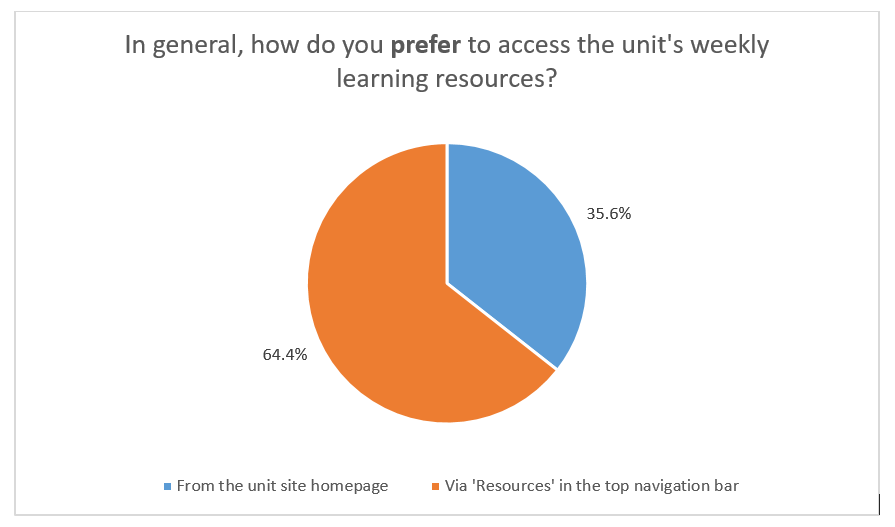 In general, how do you prefer to access the unit's weekly
learning resources?
35.6%
64.4%
From the unit site homepage
Via 'Resources' in the top navigation bar